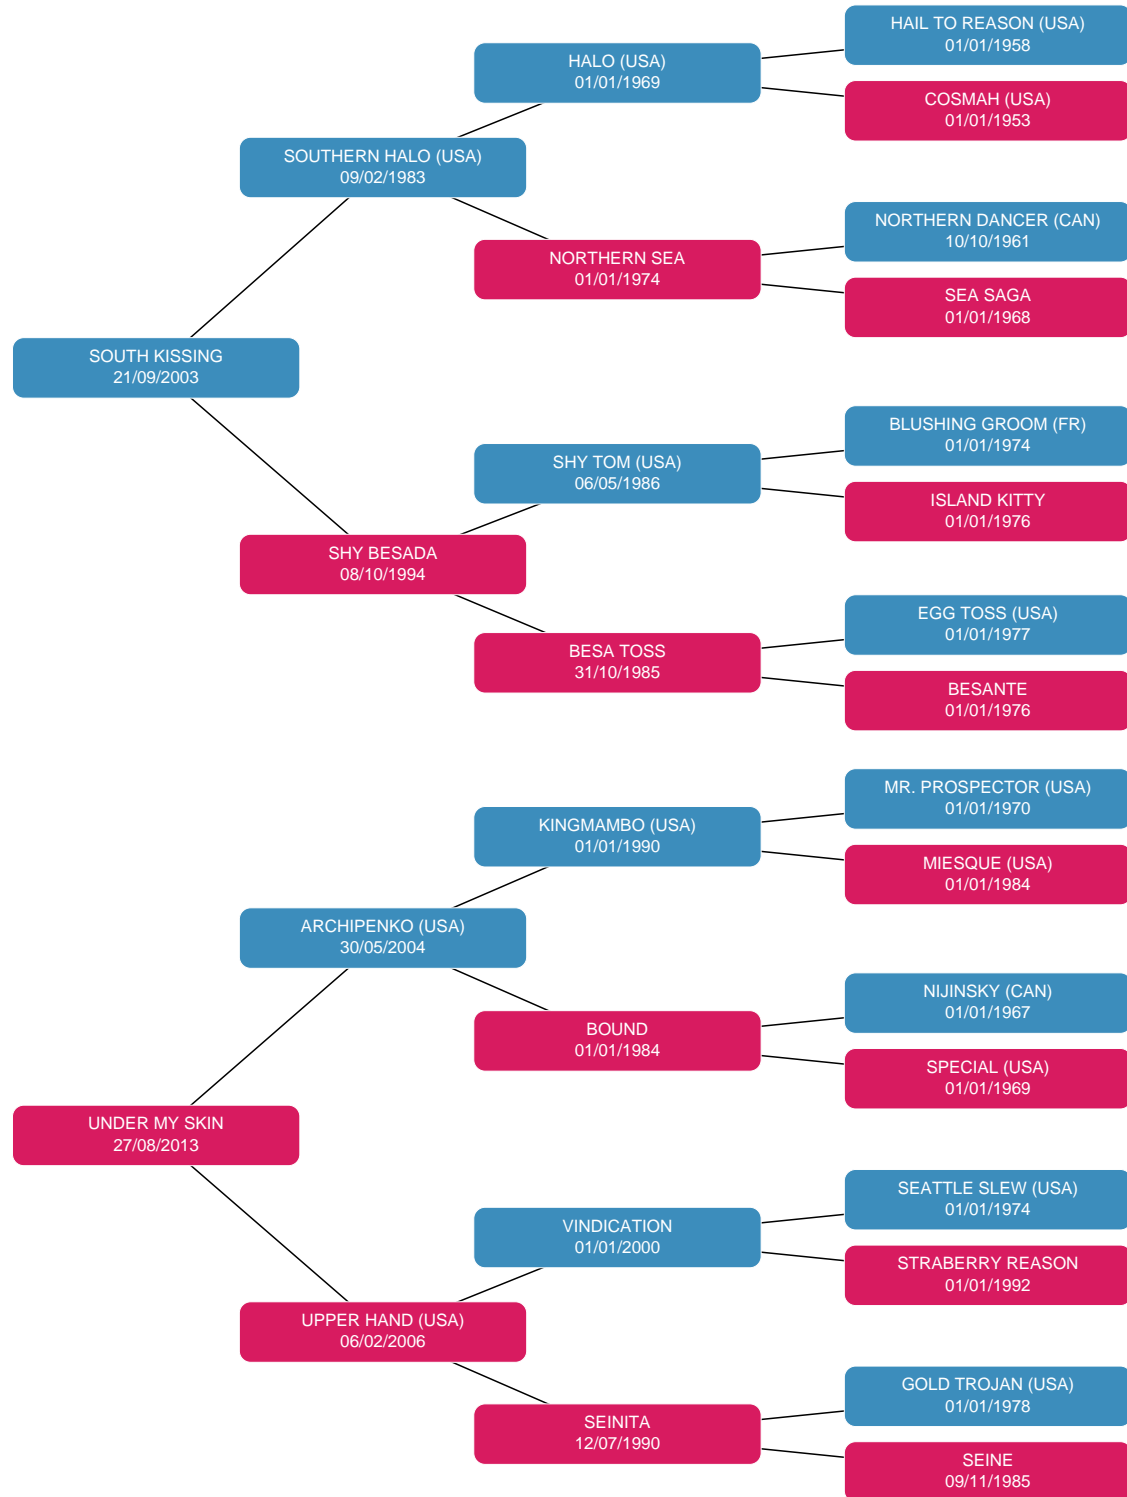 HAIL TO REASON (USA)
01/01/1958
HALO (USA)
01/01/1969
COSMAH (USA)
01/01/1953
SOUTHERN HALO (USA)
09/02/1983
NORTHERN DANCER (CAN)
10/10/1961
NORTHERN SEA
01/01/1974
SEA SAGA
01/01/1968
SOUTH KISSING
21/09/2003
BLUSHING GROOM (FR)
01/01/1974
SHY TOM (USA)
06/05/1986
ISLAND KITTY
01/01/1976
SHY BESADA
08/10/1994
EGG TOSS (USA)
01/01/1977
BESA TOSS
31/10/1985
BESANTE
01/01/1976
MR. PROSPECTOR (USA)
01/01/1970
KINGMAMBO (USA)
01/01/1990
MIESQUE (USA)
01/01/1984
ARCHIPENKO (USA)
30/05/2004
NIJINSKY (CAN)
01/01/1967
BOUND
01/01/1984
SPECIAL (USA)
01/01/1969
UNDER MY SKIN
27/08/2013
SEATTLE SLEW (USA)
01/01/1974
VINDICATION
01/01/2000
STRABERRY REASON
01/01/1992
UPPER HAND (USA)
06/02/2006
GOLD TROJAN (USA)
01/01/1978
SEINITA
12/07/1990
SEINE
09/11/1985